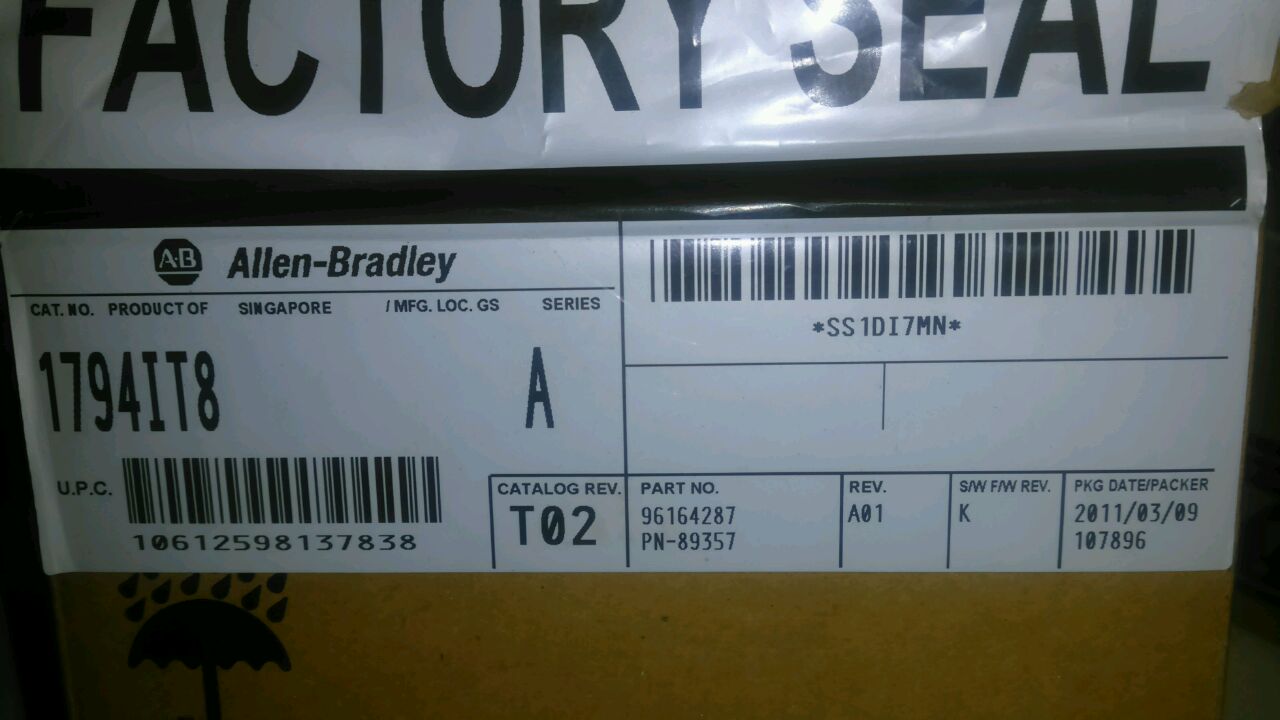 FACTORY SEAL
A-B Allen-Bradley
CAT. NO. PRODUCT OF SINGAPORE / MFG. LOC. GS SERIES
1794IT8 A
*SS1DI7MN*
U.P.C.
10612598137838
CATALOG REV.
T02
PART NO.
96164287
PN-89357
REV.
A01
S/W F/W REV.
K
PKG DATE/PACKER
2011/03/09
107896